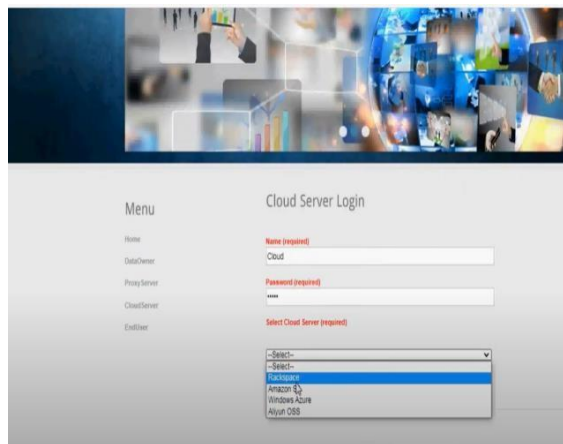 Menu
Home
DataOwner
ProxyServer
CloudServer
EndUser
Cloud Server Login
Name (required)
Cloud
Password (required)
•••••
Select Cloud Server (required)
--Select--
--Select--
Rackspace
Amazon
Windows Azure
Aliyun OSS